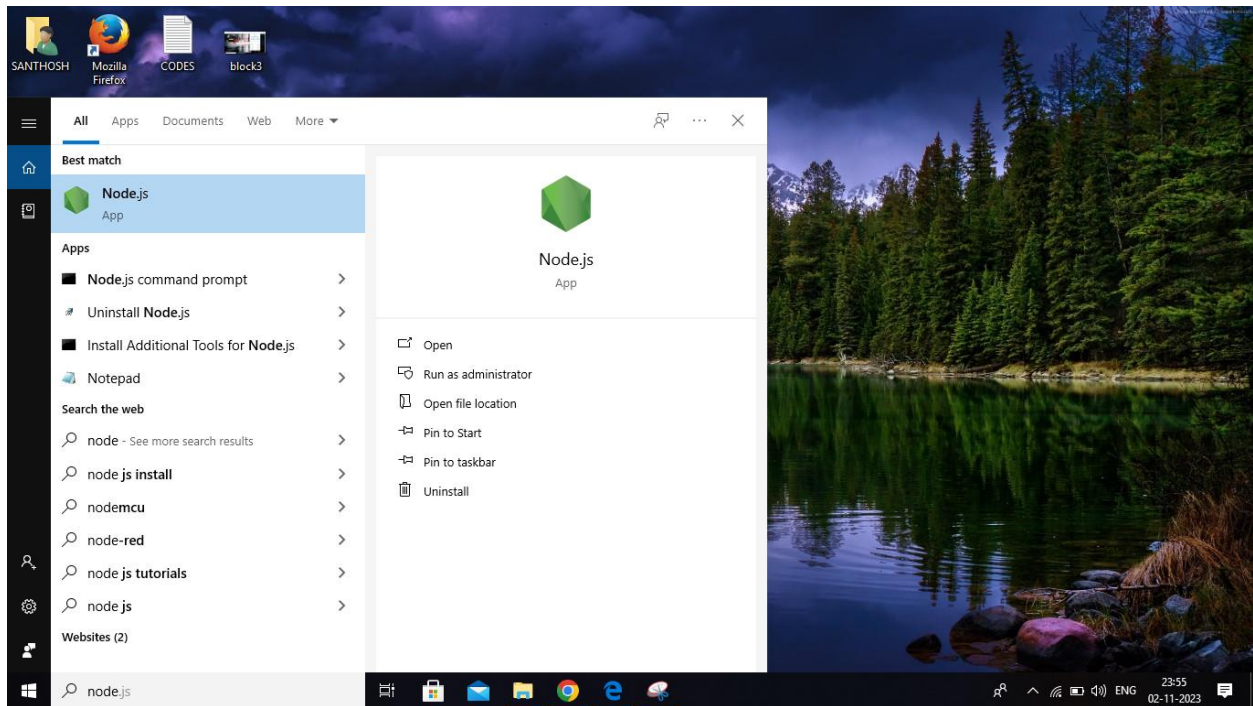 SANTHOSH
Mozilla
Firefox
CODES
block3
All Apps Documents Web More
Best match
Node.js
App
Apps
Node.js command prompt
Uninstall Node.js
Install Additional Tools for Node.js
Notepad
Search the web
node - See more search results
node js install
nodemcu
node-red
node js tutorials
node js
Websites (2)
node.js
Node.js
App
Open
Run as administrator
Open file location
Pin to Start
Pin to taskbar
Uninstall
ENG
23:55
02-11-2023